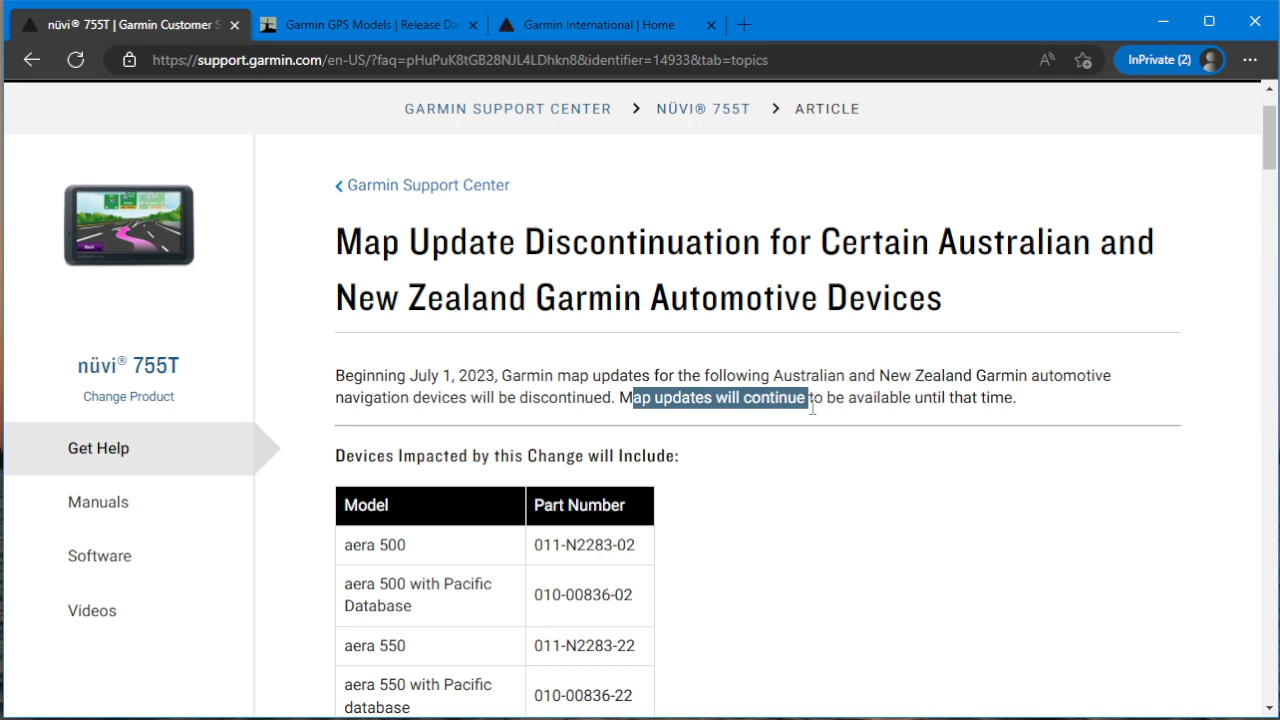 nüvi® 755T | Garmin Customer S
Garmin GPS Models | Release Da
Garmin International | Home
https://support.garmin.com/en-US/?faq=pHuPuK8tGB28NJL4LDhkn8&identifier=14933&tab=topics
InPrivate (2)
GARMIN SUPPORT CENTER > NÜVI® 755T > ARTICLE
Garmin Support Center
Map Update Discontinuation for Certain Australian and
New Zealand Garmin Automotive Devices
nüvi® 755T
Change Product
Get Help
Manuals
Software
Videos
Beginning July 1, 2023, Garmin map updates for the following Australian and New Zealand Garmin automotive
navigation devices will be discontinued. Map updates will continue to be available until that time.
Devices Impacted by this Change will Include:
Model Part Number
aera 500 011-N2283-02
aera 500 with Pacific
Database 010-00836-02
aera 550 011-N2283-22
aera 550 with Pacific
database 010-00836-22